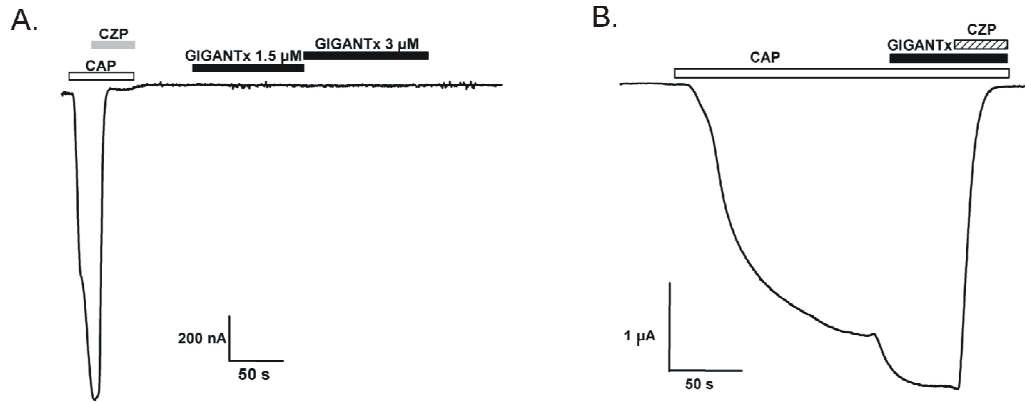 A.
CZP
CAP
GIGANTx 1.5 µM
GIGANTx 3 µM
200 nA
50 s
B.
CZP
GIGANTx
CAP
1 µA
50 s